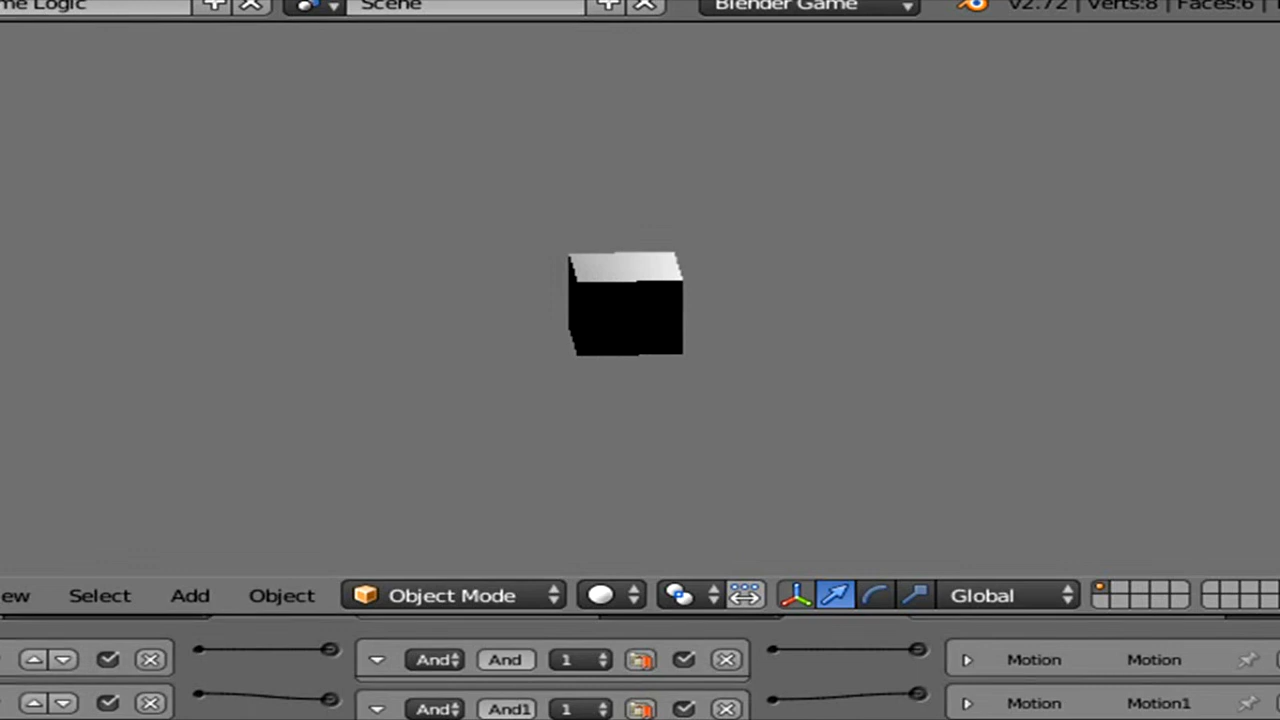 me Logic Scene Blender Game v2.72 | Verts:8 | Faces:6 |
ew Select Add Object Object Mode Global
And And 1 Motion Motion
And And1 1 Motion Motion1